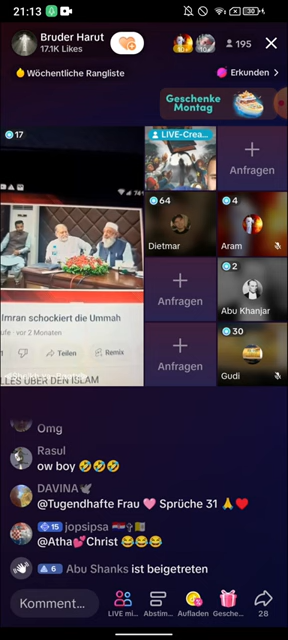 21:13
Bruder Harut
17.1K Likes
195
Wöchentliche Rangliste
Erkunden >
Geschenke
Montag
17
LIVE-Crea...
Anfragen
64
Dietmar
4
Aram
Anfragen
2
Abu Khanjar
Anfragen
30
Gudi
Imran schockiert die Ummah
ufe · vor 2 Monaten
Teilen
Remix
LLES ÜBER DEN ISLAM
Omg
Rasul
ow boy 🤣🤣🤣
DAVINA🕊
@Tugendhafte Frau 🩷 Sprüche 31 🙏♥️
15 jopsipsa 🇭🇷✝️🇻🇦
@Atha💕Christ 😂😂😂
6 Abu Shanks ist beigetreten
Komment...
LIVE mi...
Abstim...
Aufladen
Gesche...
28